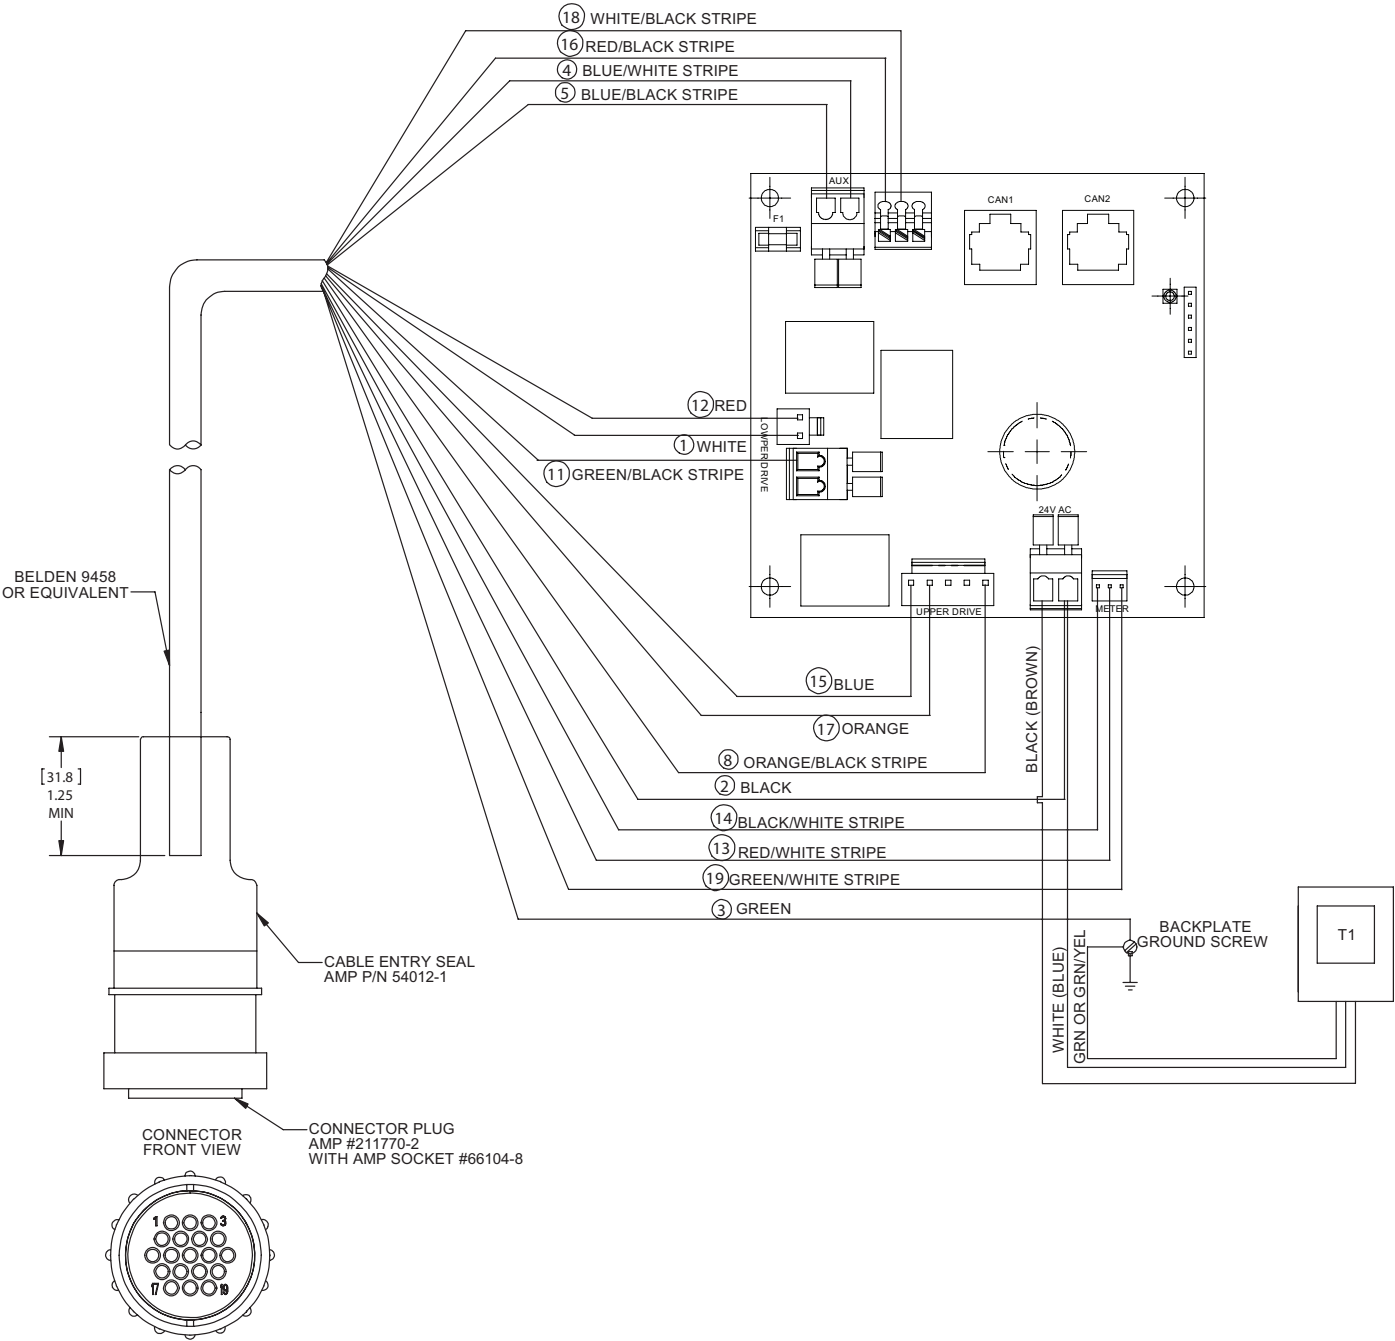 18 WHITE/BLACK STRIPE
16 RED/BLACK STRIPE
4 BLUE/WHITE STRIPE
5 BLUE/BLACK STRIPE
AUX
F1
CAN1
CAN2
12 RED
1 WHITE
11 GREEN/BLACK STRIPE
LOWPER DRIVE
24V AC
UPPER DRIVE
METER
BELDEN 9458
OR EQUIVALENT
15 BLUE
17 ORANGE
8 ORANGE/BLACK STRIPE
2 BLACK
14 BLACK/WHITE STRIPE
13 RED/WHITE STRIPE
19 GREEN/WHITE STRIPE
3 GREEN
BLACK (BROWN)
WHITE (BLUE)
GRN OR GRN/YEL
BACKPLATE
GROUND SCREW
T1
[31.8]
1.25
MIN
CABLE ENTRY SEAL
AMP P/N 54012-1
CONNECTOR PLUG
AMP #211770-2
WITH AMP SOCKET #66104-8
CONNECTOR
FRONT VIEW
1 3
17 19